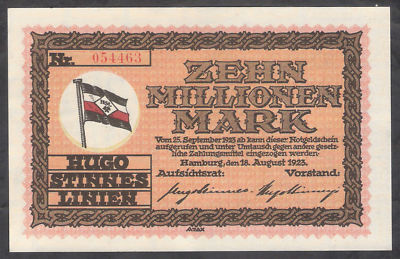 Nr. 054463
ZEHN
MILLIONEN
MARK
Vom 25. September 1923 ab kann dieser Notgeldschein
aufgerufen und unter Umtausch gegen andere gesetz-
liche Zahlungsmittel eingezogen werden.
Hamburg, den 18. August 1923.
Aufsichtsrat: Vorstand:
HUGO
STINNES
LINIEN